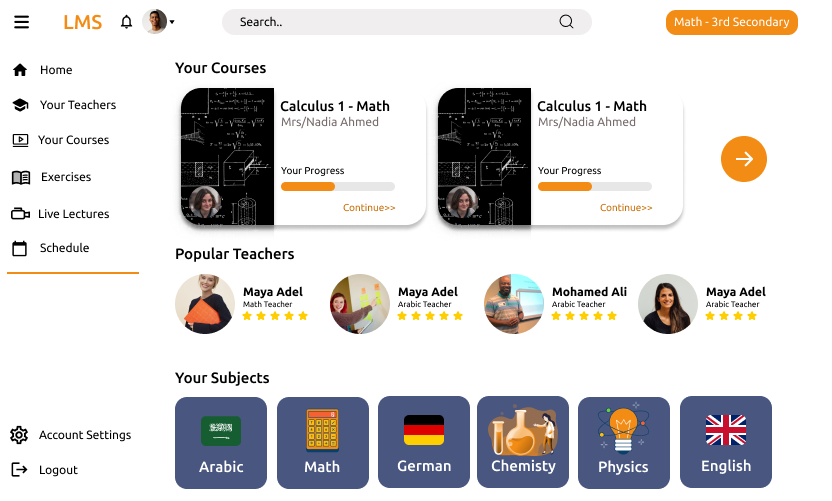 LMS
Search..
Math - 3rd Secondary
Home
Your Teachers
Your Courses
Exercises
Live Lectures
Schedule
Account Settings
Logout
Your Courses
Calculus 1 - Math
Mrs/Nadia Ahmed
Your Progress
Continue>>
Calculus 1 - Math
Mrs/Nadia Ahmed
Your Progress
Continue>>
Popular Teachers
Maya Adel
Math Teacher
Maya Adel
Arabic Teacher
Mohamed Ali
Arabic Teacher
Maya Adel
Arabic Teacher
Your Subjects
Arabic
Math
German
Chemisty
Physics
English